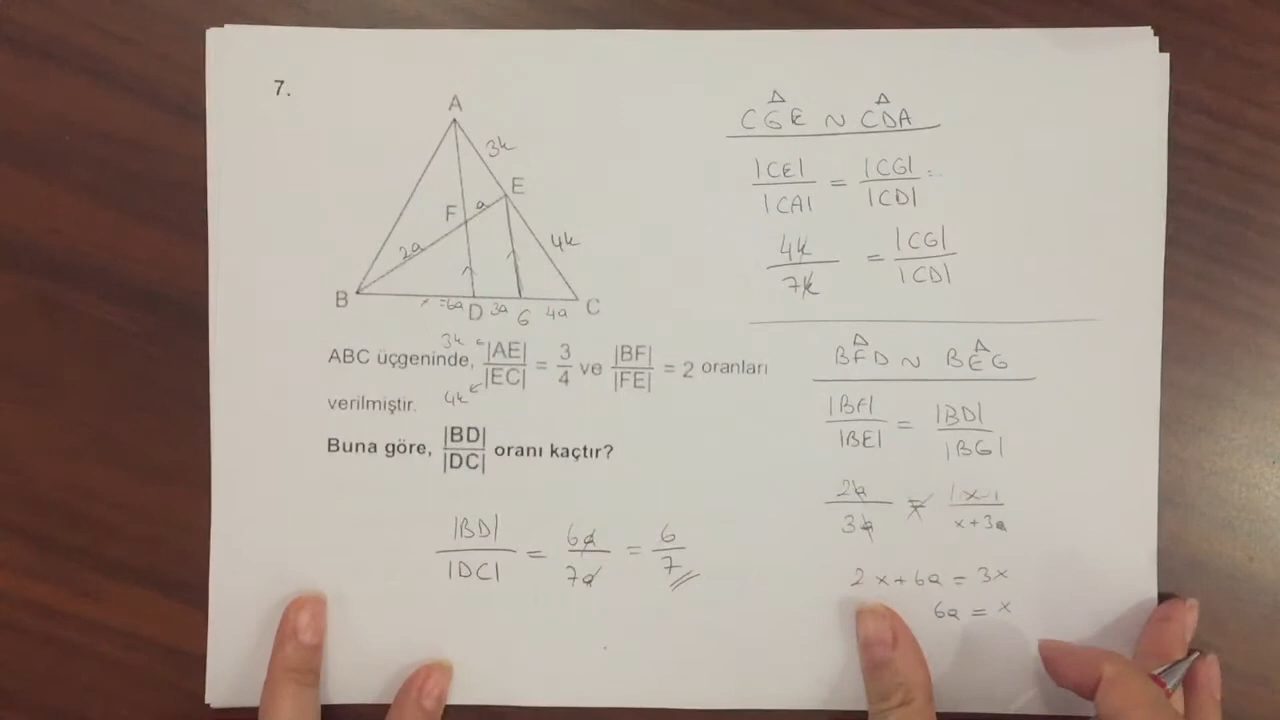 7.
A
3k
E
F
a
2a
4k
B
x =6a D 3a G 4a C
ABC üçgeninde, 3k |AE| / 4k |EC| = 3/4 ve |BF|/|FE| = 2 oranları
verilmiştir.
Buna göre, |BD|/|DC| oranı kaçtır?
|BD|/|DC| = 6a/7a = 6/7
CGE ~ CDA
|CE|/|CA| = |CG|/|CD|
4k/7k = |CG|/|CD|
BFD ~ BEG
|BF|/|BE| = |BD|/|BG|
2a/3a = |x|/x+3a
2x+6a = 3x
6a = x